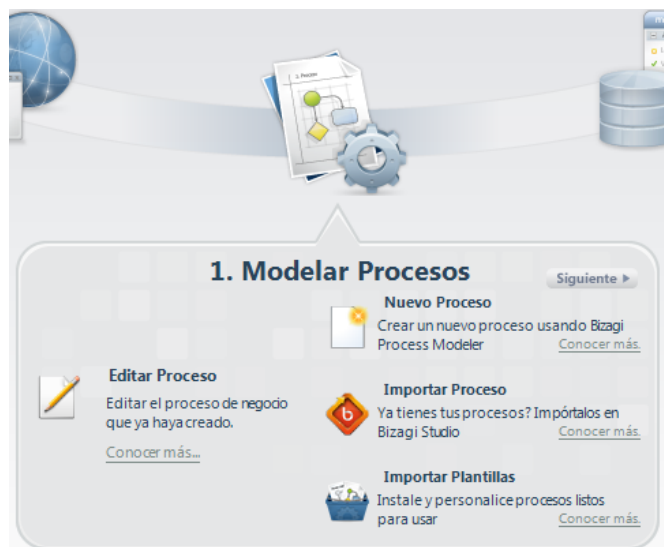 1. Proceso
1. Modelar Procesos
Siguiente
Nuevo Proceso
Crear un nuevo proceso usando Bizagi
Process Modeler
Conocer más.
Editar Proceso
Editar el proceso de negocio
que ya haya creado.
Conocer más...
Importar Proceso
Ya tienes tus procesos? Impórtalos en
Bizagi Studio
Conocer más.
Importar Plantillas
Instale y personalice procesos listos
para usar
Conocer más.